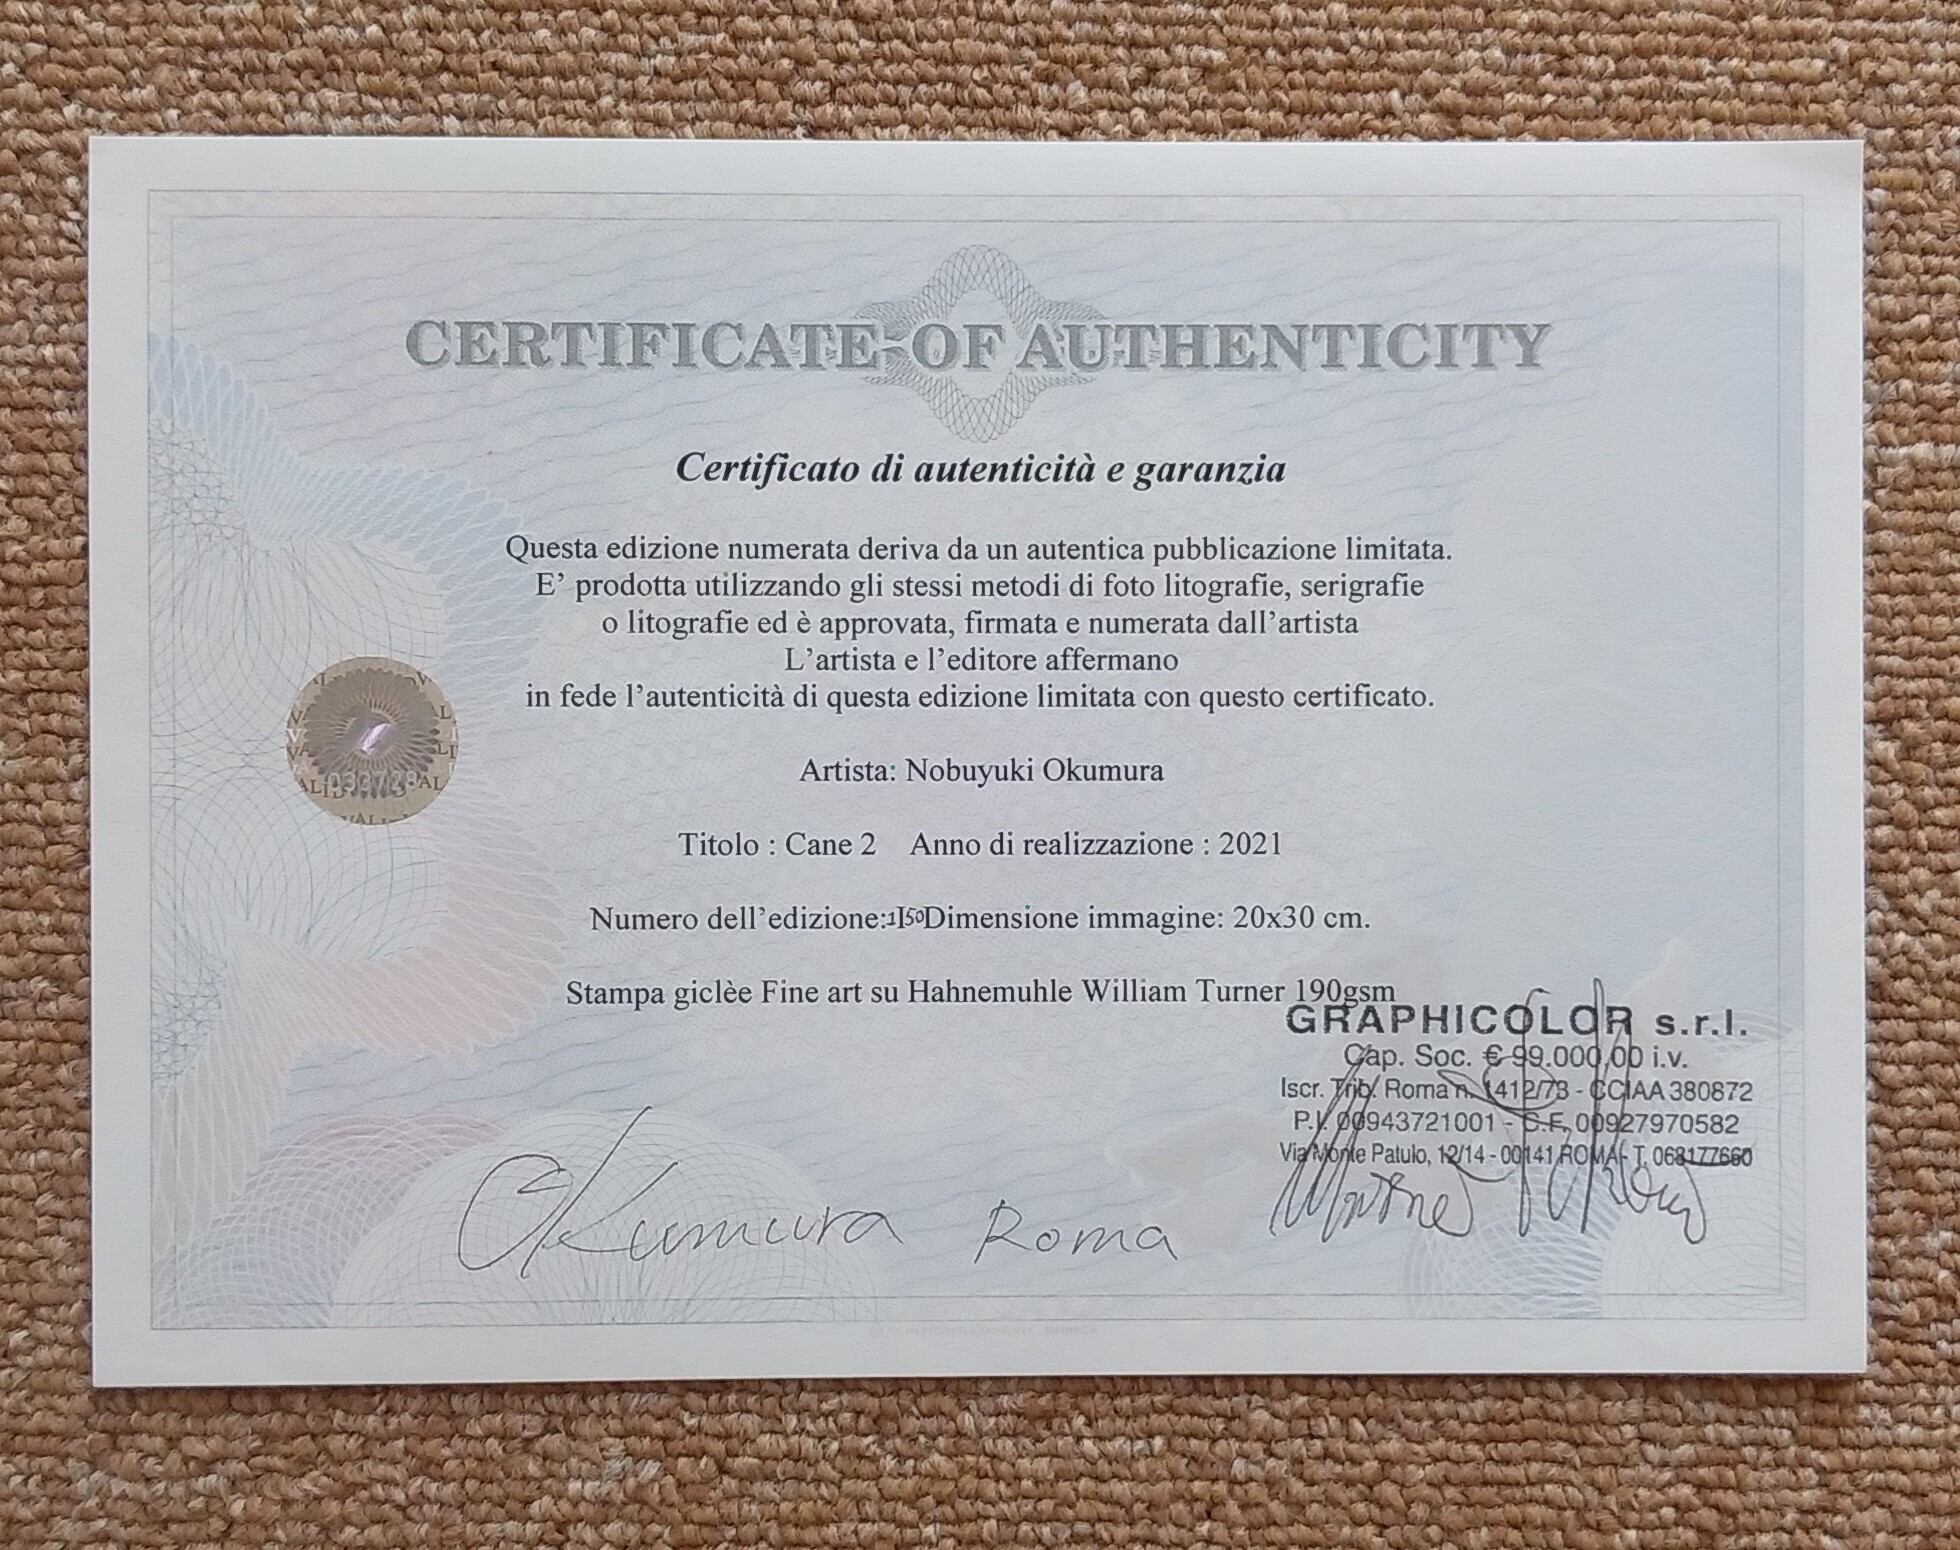 CERTIFICATE OF AUTHENTICITY
Certificato di autenticità e garanzia
Questa edizione numerata deriva da un autentica pubblicazione limitata.
E’ prodotta utilizzando gli stessi metodi di foto litografie, serigrafie
o litografie ed è approvata, firmata e numerata dall’artista
L’artista e l’editore affermano
in fede l’autenticità di questa edizione limitata con questo certificato.
Artista: Nobuyuki Okumura
Titolo : Cane 2 Anno di realizzazione : 2021
Numero dell’edizione:1/50 Dimensione immagine: 20x30 cm.
Stampa giclèe Fine art su Hahnemuhle William Turner 190gsm
GRAPHICOLOR s.r.l.
Cap. Soc. € 99.000,00 i.v.
Iscr. Trib. Roma n. 1412/73 - CCIAA 380872
P.I. 00943721001 - C.F. 00927970582
Via Monte Patulo, 12/14 - 00141 ROMA - T. 068177660
Okumura Roma